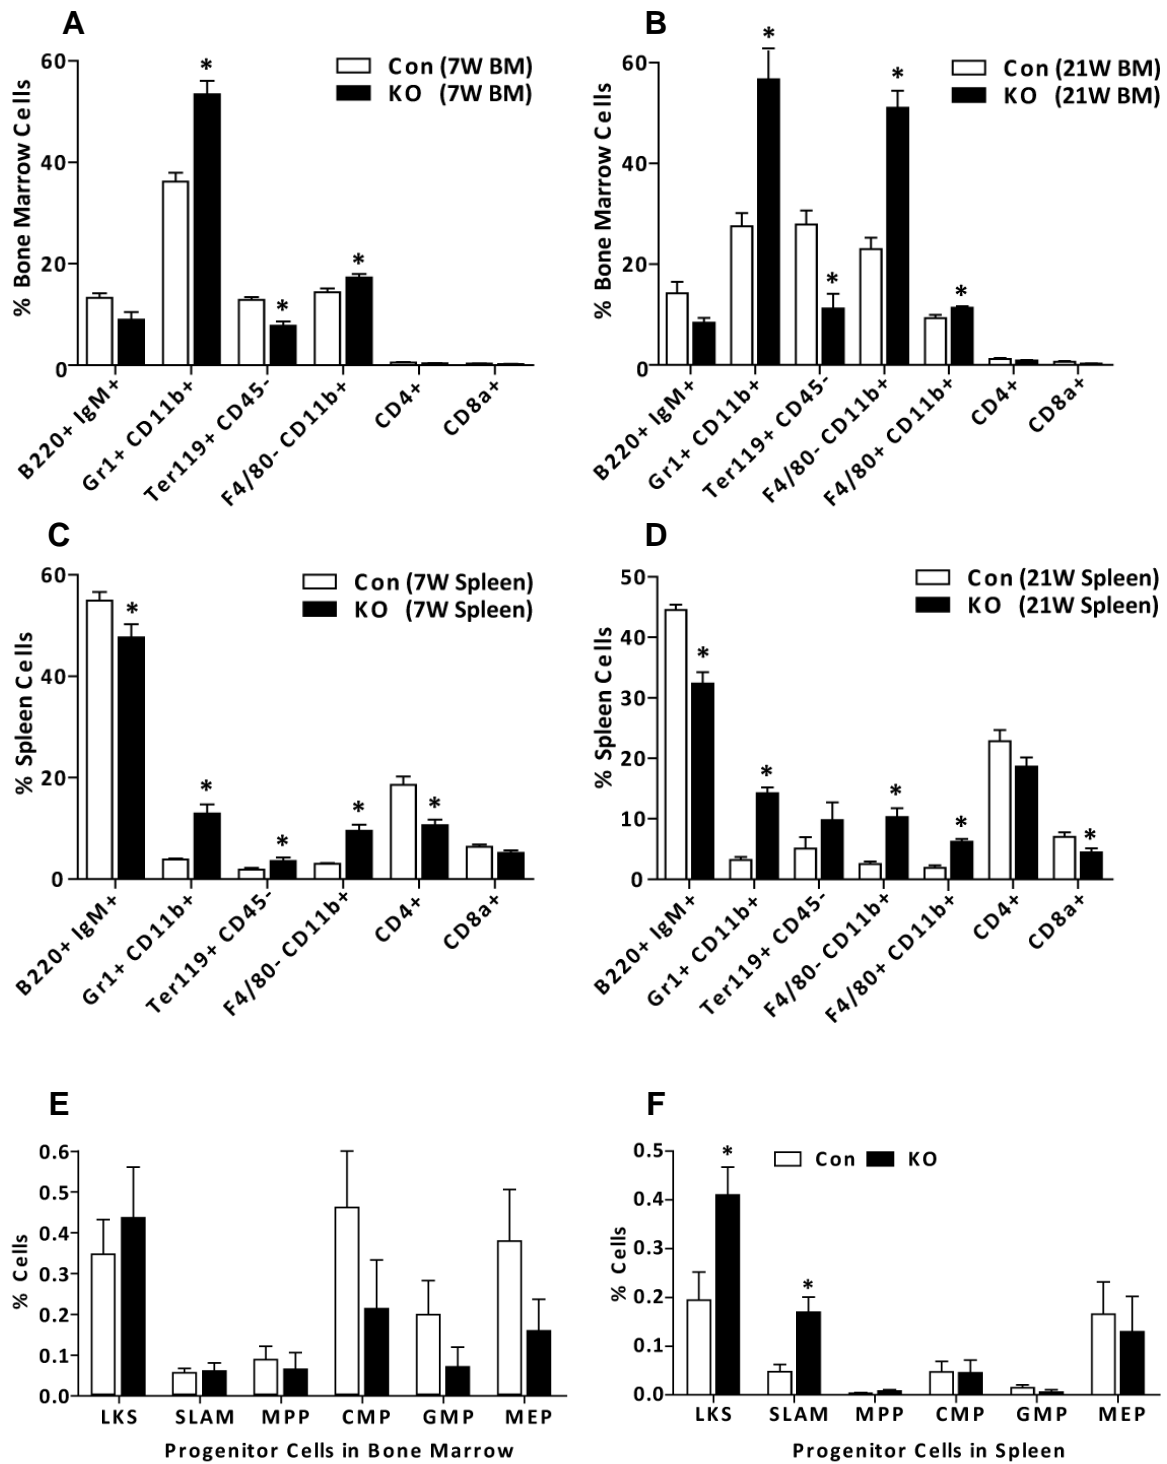 A
60
40
20
0
% Bone Marrow Cells
Con (7W BM)
KO (7W BM)
*
*
*
B220+ IgM+
Gr1+ CD11b+
Ter119+ CD45-
F4/80- CD11b+
CD4+
CD8a+
B
60
40
20
0
% Bone Marrow Cells
Con (21W BM)
KO (21W BM)
*
*
*
*
B220+ IgM+
Gr1+ CD11b+
Ter119+ CD45-
F4/80- CD11b+
F4/80+ CD11b+
CD4+
CD8a+
C
60
40
20
0
% Spleen Cells
Con (7W Spleen)
KO (7W Spleen)
*
*
*
*
*
B220+ IgM+
Gr1+ CD11b+
Ter119+ CD45-
F4/80- CD11b+
CD4+
CD8a+
D
50
40
30
20
10
0
% Spleen Cells
Con (21W Spleen)
KO (21W Spleen)
*
*
*
*
*
B220+ IgM+
Gr1+ CD11b+
Ter119+ CD45-
F4/80- CD11b+
F4/80+ CD11b+
CD4+
CD8a+
E
0.6
0.5
0.4
0.3
0.2
0.1
0.0
% Cells
LKS SLAM MPP CMP GMP MEP
Progenitor Cells in Bone Marrow
F
0.5
0.4
0.3
0.2
0.1
0.0
% Cells
Con KO
*
*
LKS SLAM MPP CMP GMP MEP
Progenitor Cells in Spleen